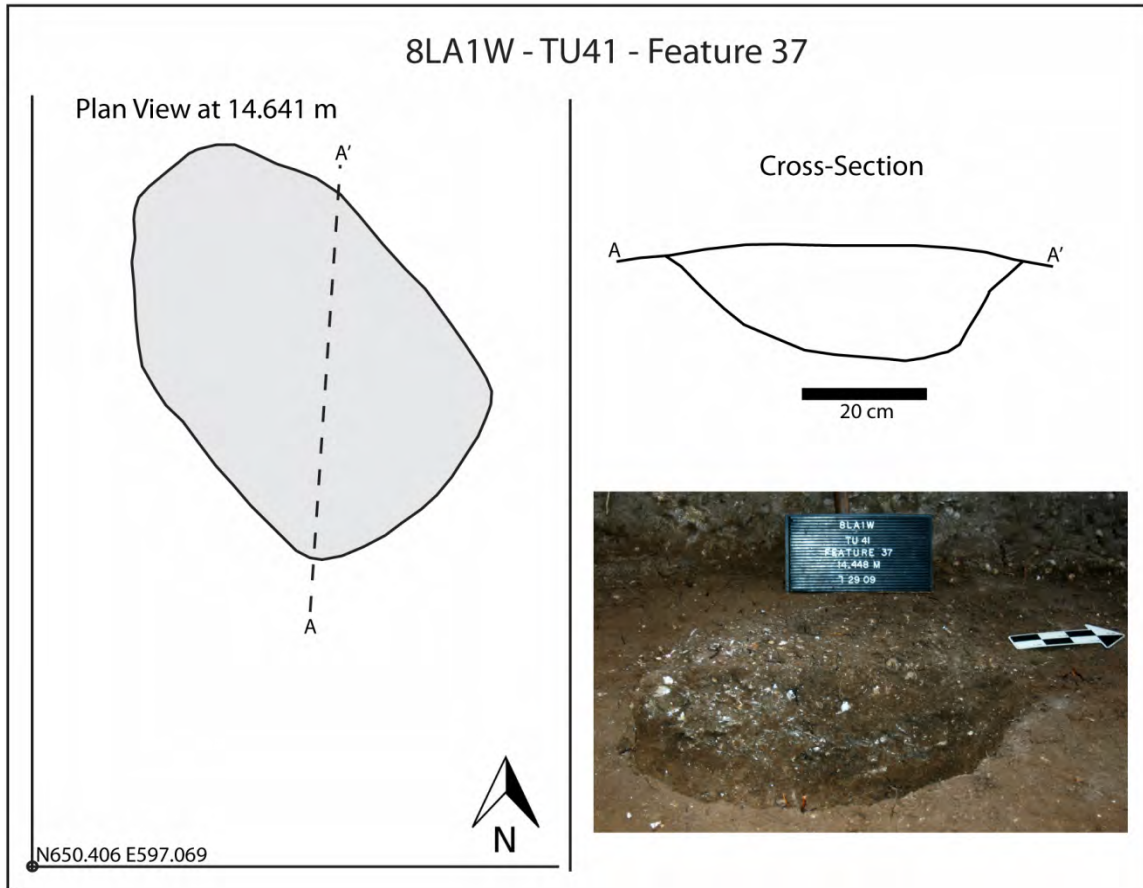 8LA1W - TU41 - Feature 37
Plan View at 14.641 m
A'
A
N
N650.406 E597.069
Cross-Section
A
A'
20 cm
8LA1W
TU 41
FEATURE 37
14.448 M
7 29 09